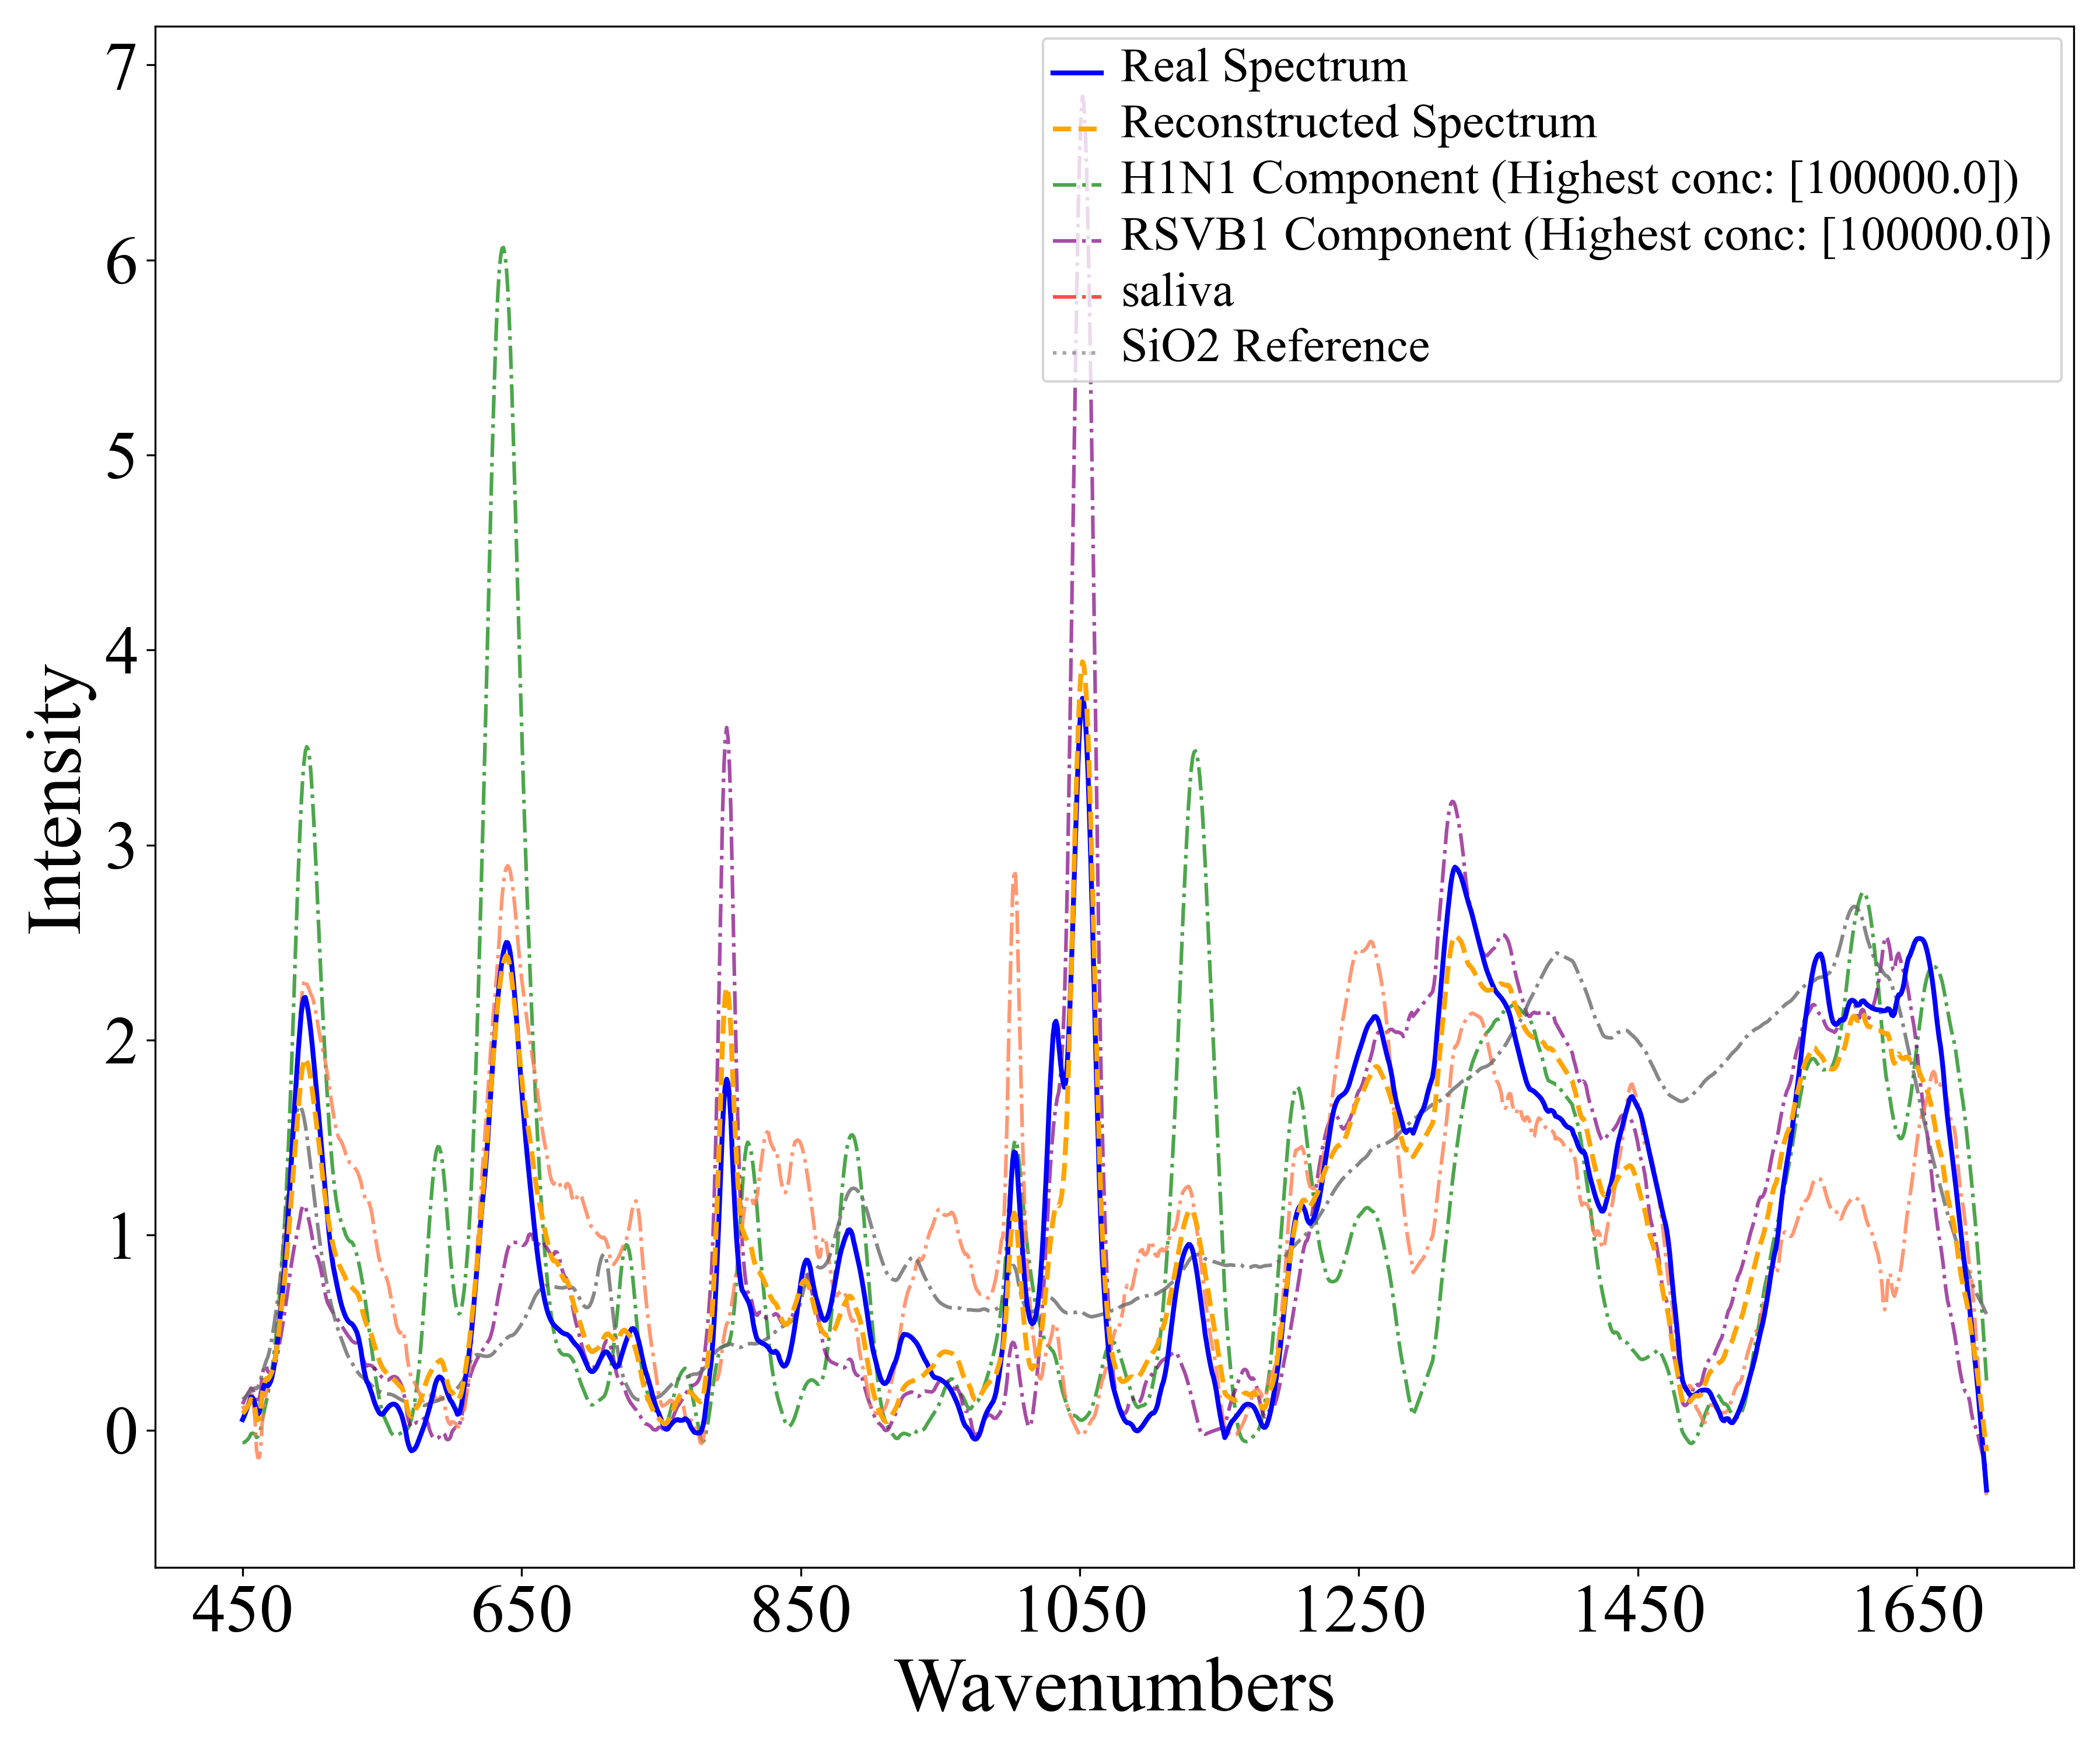 Real Spectrum
Reconstructed Spectrum
H1N1 Component (Highest conc: [100000.0])
RSVB1 Component (Highest conc: [100000.0])
saliva
SiO2 Reference
7
6
5
4
3
2
1
0
Intensity
450 650 850 1050 1250 1450 1650
Wavenumbers